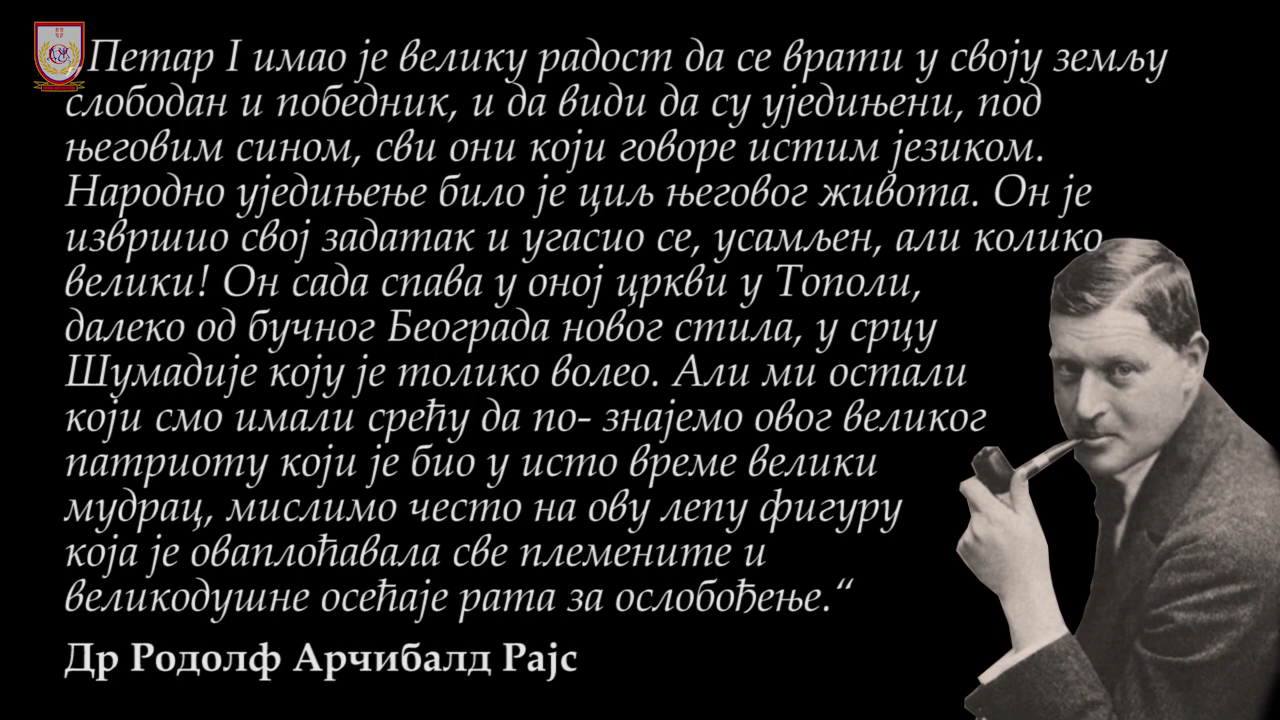 Петар I имао је велику радост да се врати у своју земљу
слободан и победник, и да види да су уједињени, под
његовим сином, сви они који говоре истим језиком.
Народно уједињење било је циљ његовог живота. Он је
извршио свој задатак и угасио се, усамљен, али колико
велики! Он сада спава у оној цркви у Тополи,
далеко од бучног Београда новог стила, у срцу
Шумадије коју је толико волео. Али ми остали
који смо имали срећу да по- знајемо овог великог
патриоту који је био у исто време велики
мудрац, мислимо често на ову лепу фигуру
која је оваплоћавала све племените и
великодушне осећаје рата за ослобођење.“
Др Родолф Арчибалд Рајс